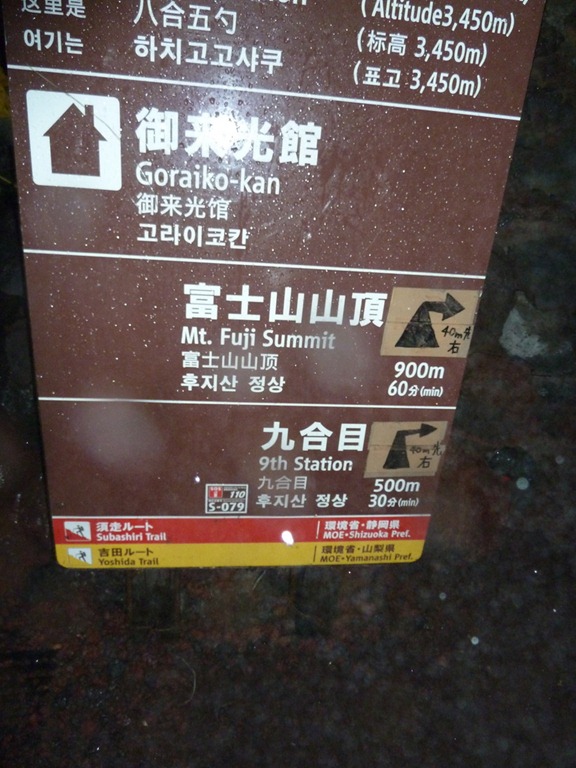 这里是 八合五勺 (Altitude3,450m)
여기는 하치고고샤쿠 (标高 3,450m)
(표고 3,450m)
御来光館
Goraiko-kan
御来光馆
고라이코칸
富士山山頂
Mt. Fuji Summit
富士山山顶
후지산 정상
40m先
右
900m
60分(min)
九合目
9th Station
九合目
후지산 정상
40m先
右
500m
30分(min)
110
S-079
須走ルート 環境省・静岡県
Subashiri Trail MOE・Shizuoka Pref.
吉田ルート 環境省・山梨県
Yoshida Trail MOE・Yamanashi Pref.